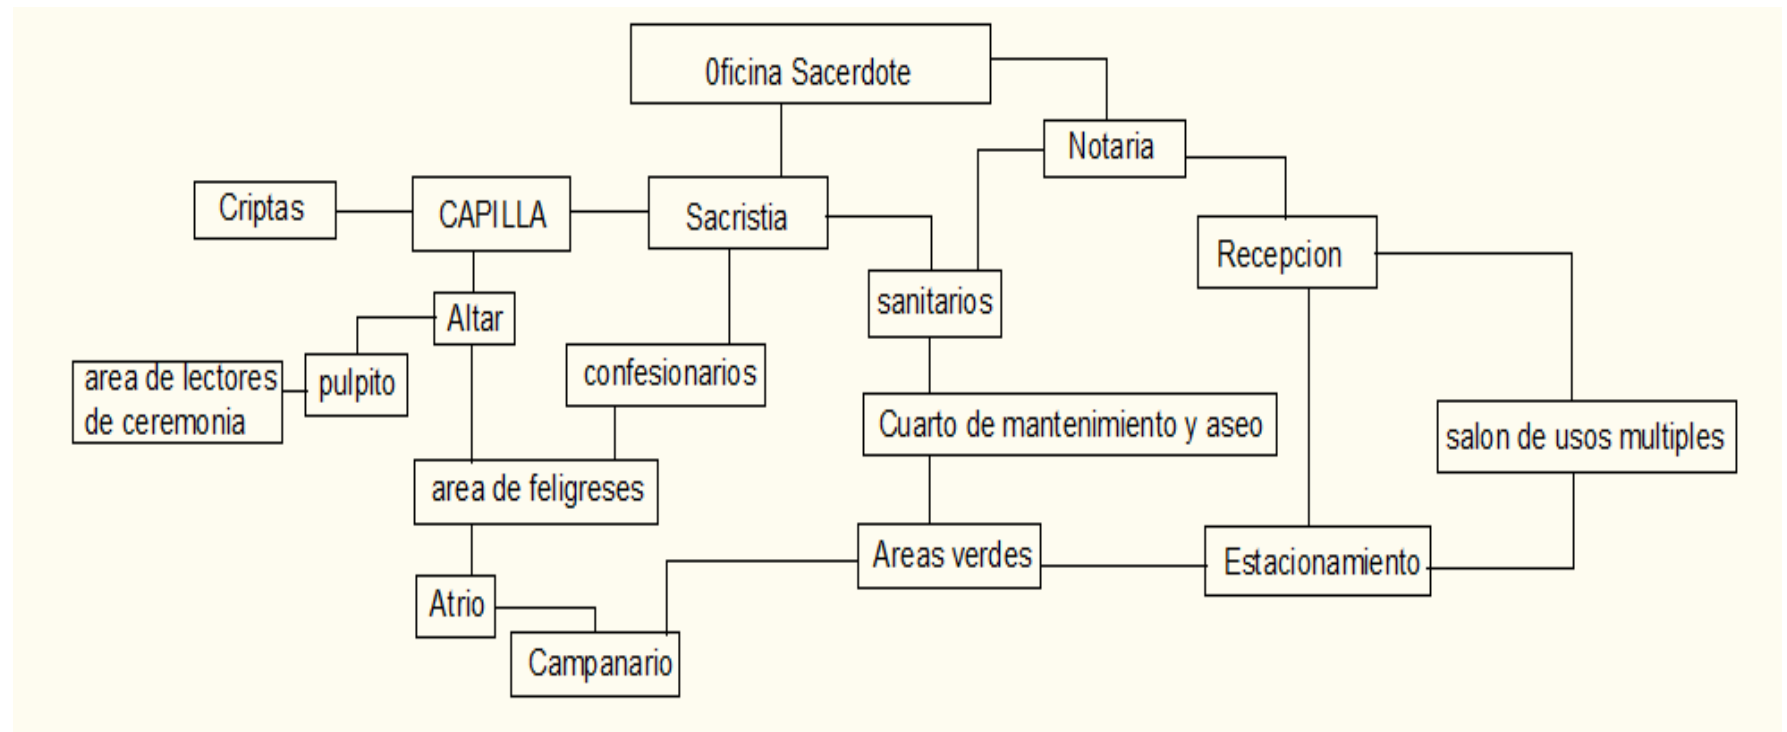 0ficina Sacerdote
Notaria
Criptas
CAPILLA
Sacristia
Recepcion
sanitarios
Altar
area de lectores
de ceremonia
pulpito
confesionarios
Cuarto de mantenimiento y aseo
salon de usos multiples
area de feligreses
Areas verdes
Estacionamiento
Atrio
Campanario